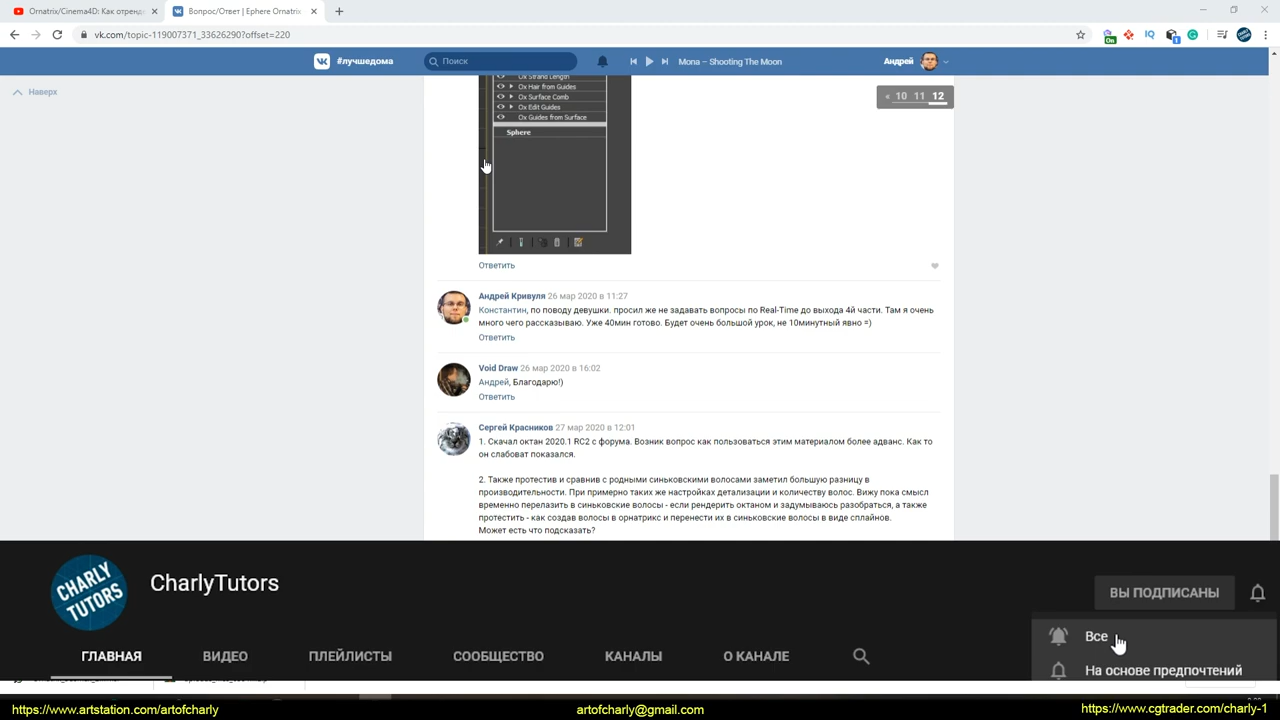 Ornatrix/Cinema4D: Как отренд
Вопрос/Ответ | Ephere Ornatrix
vk.com/topic-119007371_33626290?offset=220
On
IQ
1
#лучшедома
Поиск
Mona – Shooting The Moon
Андрей
Наверх
« 10 11 12
Ox Strand Length
Ox Hair from Guides
Ox Surface Comb
Ox Edit Guides
Ox Guides from Surface
Sphere
Ответить
Андрей Кривуля 26 мар 2020 в 11:27
Константин, по поводу девушки. просил же не задавать вопросы по Real-Time до выхода 4й части. Там я очень
много чего рассказываю. Уже 40мин готово. Будет очень большой урок, не 10минутный явно =)
Ответить
Void Draw 26 мар 2020 в 16:02
Андрей, Благодарю!)
Ответить
Сергей Красников 27 мар 2020 в 12:01
1. Скачал октан 2020.1 RC2 с форума. Возник вопрос как пользоваться этим материалом более адванс. Как то
он слабоват показался.
2. Также протестив и сравнив с родными синьковскими волосами заметил большую разницу в
производительности. При примерно таких же настройках детализации и количеству волос. Вижу пока смысл
временно перелазить в синьковские волосы - если рендерить октаном и задумываюсь разобраться, а также
протестить - как создав волосы в орнатрикс и перенести их в синьковские волосы в виде сплайнов.
Может есть что подсказать?
CHARLY
TUTORS
CharlyTutors
ВЫ ПОДПИСАНЫ
Все
На основе предпочтений
ГЛАВНАЯ ВИДЕО ПЛЕЙЛИСТЫ СООБЩЕСТВО КАНАЛЫ О КАНАЛЕ
https://www.artstation.com/artofcharly
artofcharly@gmail.com
https://www.cgtrader.com/charly-1